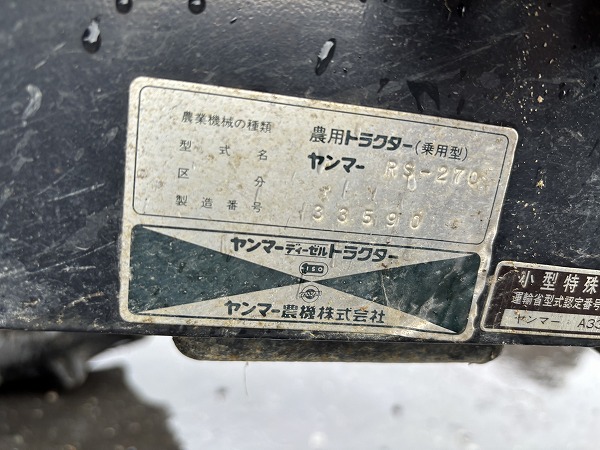 農業機械の種類 農用トラクター(乗用型)
型式名 ヤンマー RS-270
区分
製造番号 33590
ヤンマーディーゼルトラクター
ISO
ヤンマー農機株式会社
小型特殊
運輸省型式認定番号
ヤンマー A33